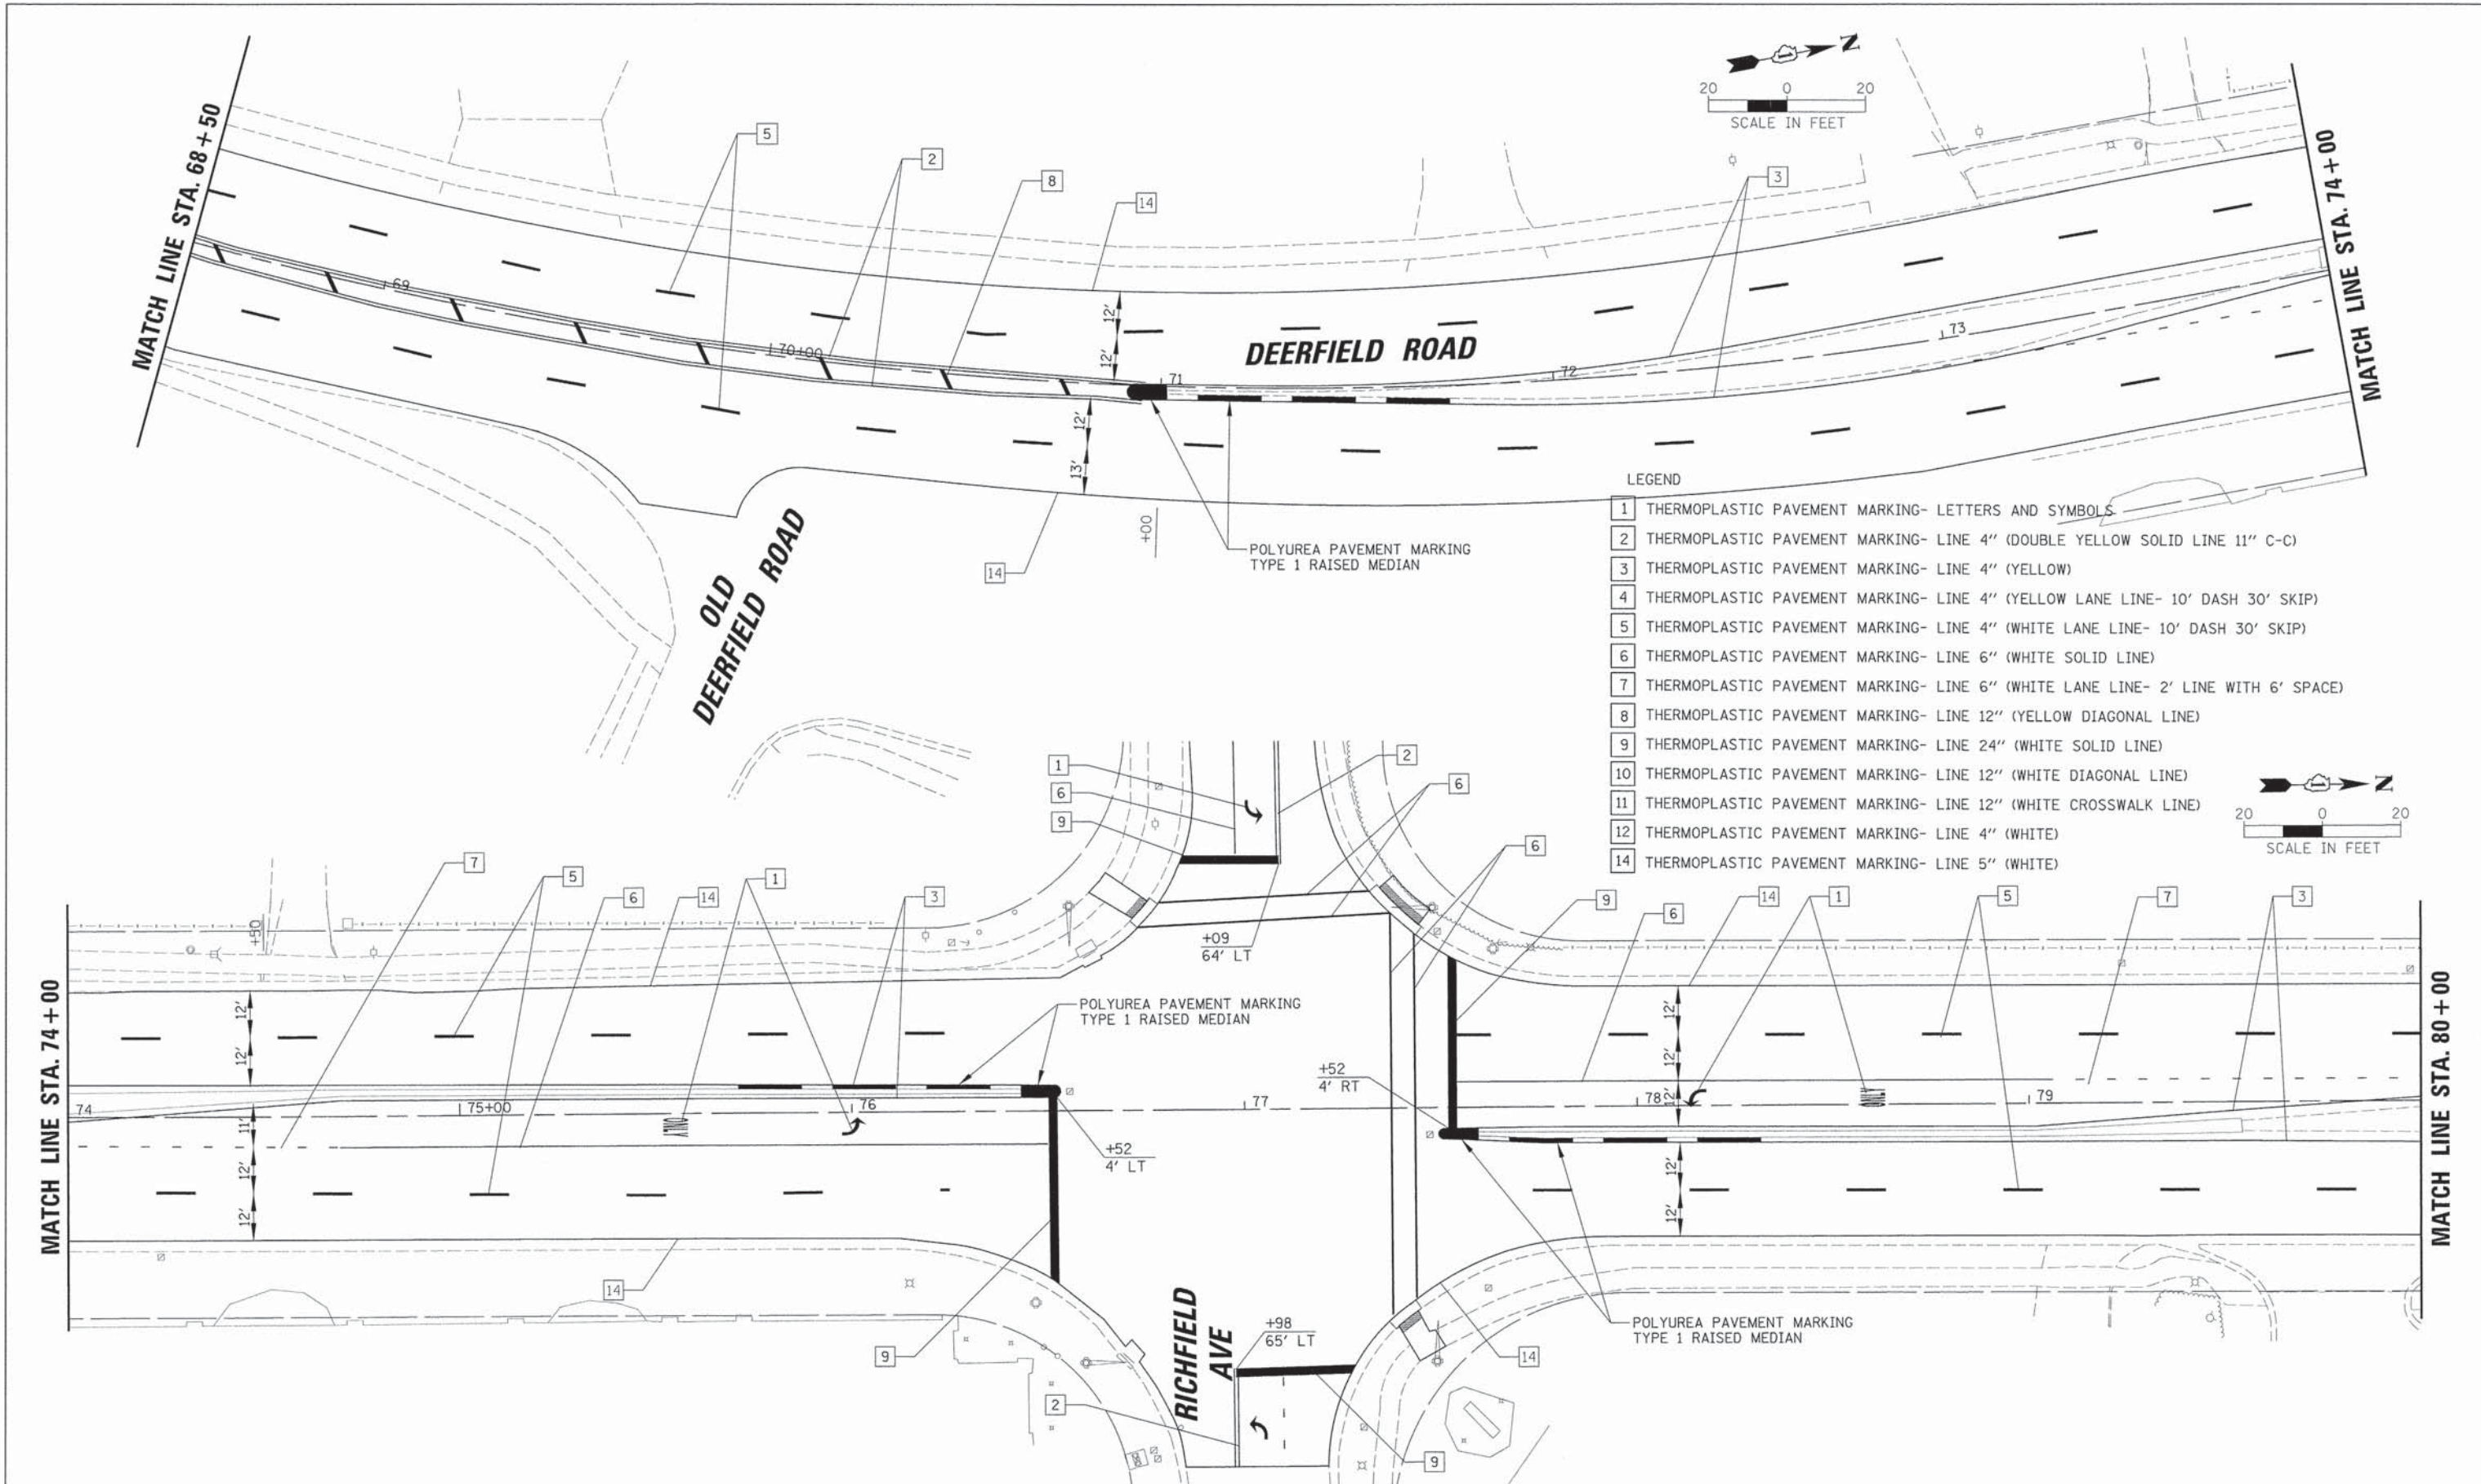 MATCH LINE STA. 68+50
5
2
8
14
3
N
20 0 20
SCALE IN FEET
MATCH LINE STA. 74+00
69
70+00
71
72
73
12'
12'
12'
13'
DEERFIELD ROAD
+00
14
POLYUREA PAVEMENT MARKING
TYPE 1 RAISED MEDIAN
OLD
DEERFIELD ROAD
LEGEND
1 THERMOPLASTIC PAVEMENT MARKING- LETTERS AND SYMBOLS
2 THERMOPLASTIC PAVEMENT MARKING- LINE 4" (DOUBLE YELLOW SOLID LINE 11" C-C)
3 THERMOPLASTIC PAVEMENT MARKING- LINE 4" (YELLOW)
4 THERMOPLASTIC PAVEMENT MARKING- LINE 4" (YELLOW LANE LINE- 10' DASH 30' SKIP)
5 THERMOPLASTIC PAVEMENT MARKING- LINE 4" (WHITE LANE LINE- 10' DASH 30' SKIP)
6 THERMOPLASTIC PAVEMENT MARKING- LINE 6" (WHITE SOLID LINE)
7 THERMOPLASTIC PAVEMENT MARKING- LINE 6" (WHITE LANE LINE- 2' LINE WITH 6' SPACE)
8 THERMOPLASTIC PAVEMENT MARKING- LINE 12" (YELLOW DIAGONAL LINE)
9 THERMOPLASTIC PAVEMENT MARKING- LINE 24" (WHITE SOLID LINE)
10 THERMOPLASTIC PAVEMENT MARKING- LINE 12" (WHITE DIAGONAL LINE)
11 THERMOPLASTIC PAVEMENT MARKING- LINE 12" (WHITE CROSSWALK LINE)
12 THERMOPLASTIC PAVEMENT MARKING- LINE 4" (WHITE)
14 THERMOPLASTIC PAVEMENT MARKING- LINE 5" (WHITE)
N
20 0 20
SCALE IN FEET
1
6
9
2
6
6
7
5
6
14
1
3
9
6
14
1
5
7
3
+50
+09
64' LT
MATCH LINE STA. 74+00
12'
12'
11'
12'
12'
74
75+00
76
77
78
79
POLYUREA PAVEMENT MARKING
TYPE 1 RAISED MEDIAN
+52
4' LT
+52
4' RT
12'
12'
12'
12'
12'
MATCH LINE STA. 80+00
14
9
RICHFIELD
AVE
+98
65' LT
POLYUREA PAVEMENT MARKING
TYPE 1 RAISED MEDIAN
14
2
9